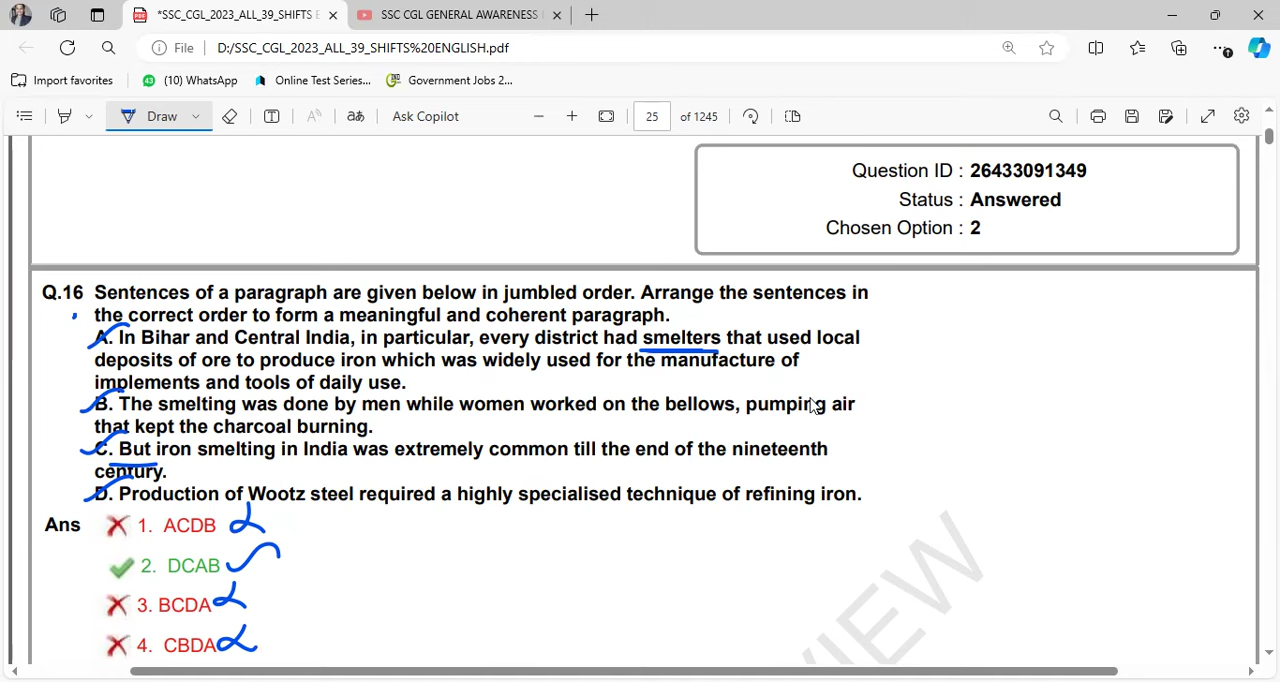 *SSC_CGL_2023_ALL_39_SHIFTS E
SSC CGL GENERAL AWARENESS
File D:/SSC_CGL_2023_ALL_39_SHIFTS%20ENGLISH.pdf
Import favorites
43
(10) WhatsApp
Online Test Series...
Government Jobs 2...
Draw
aあ
Ask Copilot
25
of 1245
Question ID : 26433091349
Status : Answered
Chosen Option : 2
Q.16 Sentences of a paragraph are given below in jumbled order. Arrange the sentences in
the correct order to form a meaningful and coherent paragraph.
A. In Bihar and Central India, in particular, every district had smelters that used local
deposits of ore to produce iron which was widely used for the manufacture of
implements and tools of daily use.
B. The smelting was done by men while women worked on the bellows, pumping air
that kept the charcoal burning.
C. But iron smelting in India was extremely common till the end of the nineteenth
century.
D. Production of Wootz steel required a highly specialised technique of refining iron.
Ans
1. ACDB
2. DCAB
3. BCDA
4. CBDA
VIEW